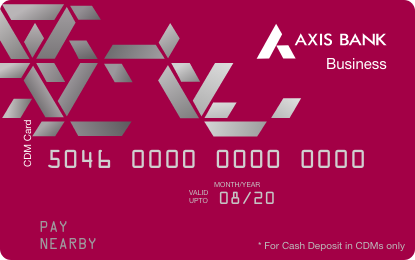 AXIS BANK
Business
CDM Card
5046 0000 0000 0000
MONTH/YEAR
VALID UPTO 08/20
PAY
NEARBY
* For Cash Deposit in CDMs only